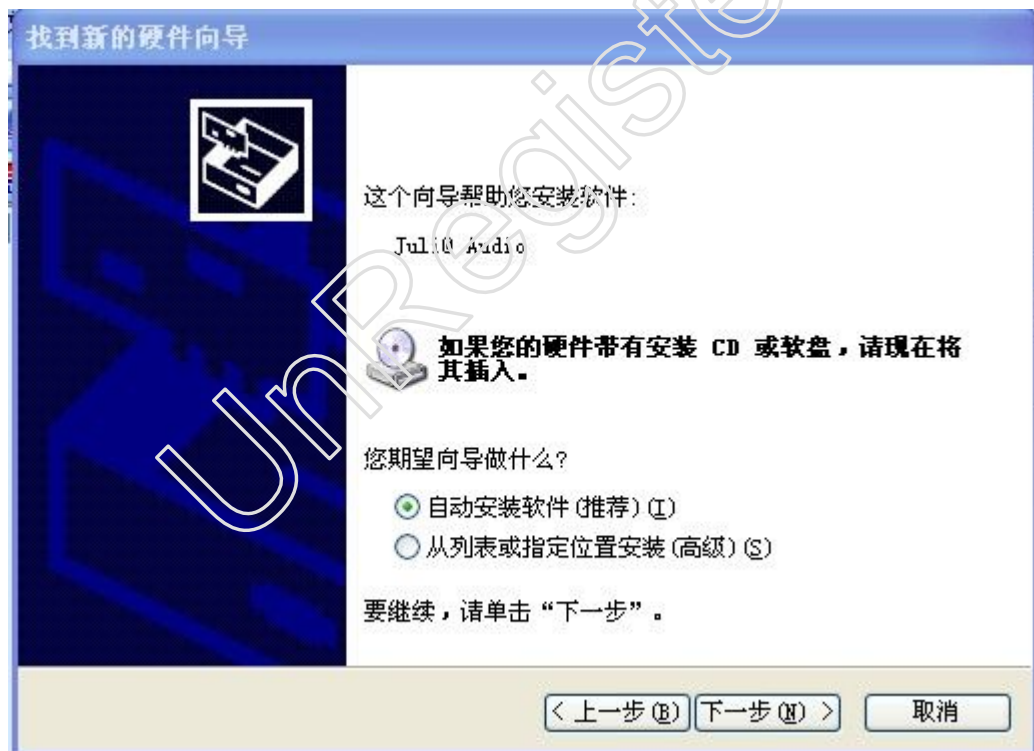 找到新的硬件向导
这个向导帮助您安装软件:
Juli@ Audio
如果您的硬件带有安装 CD 或软盘，请现在将
其插入。
您期望向导做什么?
自动安装软件(推荐)(I)
从列表或指定位置安装(高级)(S)
要继续，请单击“下一步”。
< 上一步(B) 下一步(N) > 取消
UnRegiste